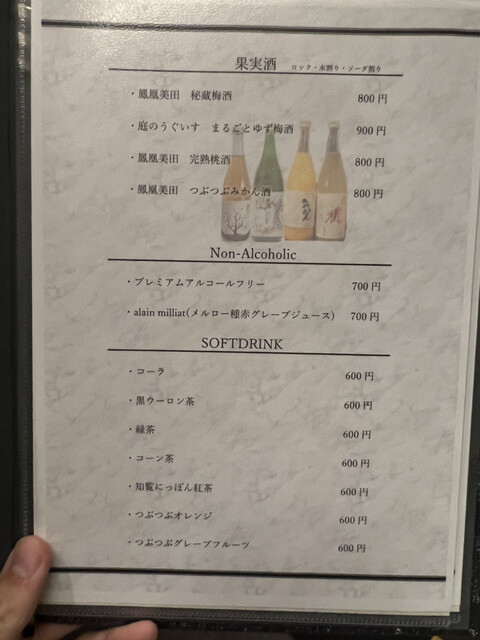 果実酒 ロック・水割り・ソーダ割り
・鳳凰美田 秘蔵梅酒 800円
・庭のうぐいす まるごとゆず梅酒 900円
・鳳凰美田 完熟桃酒 800円
・鳳凰美田 つぶつぶみかん酒 800円
Non-Alcoholic
・プレミアムアルコールフリー 700円
・alain milliat(メルロー種赤グレープジュース) 700円
SOFTDRINK
・コーラ 600円
・黒ウーロン茶 600円
・緑茶 600円
・コーン茶 600円
・知覧にっぽん紅茶 600円
・つぶつぶオレンジ 600円
・つぶつぶグレープフルーツ 600円